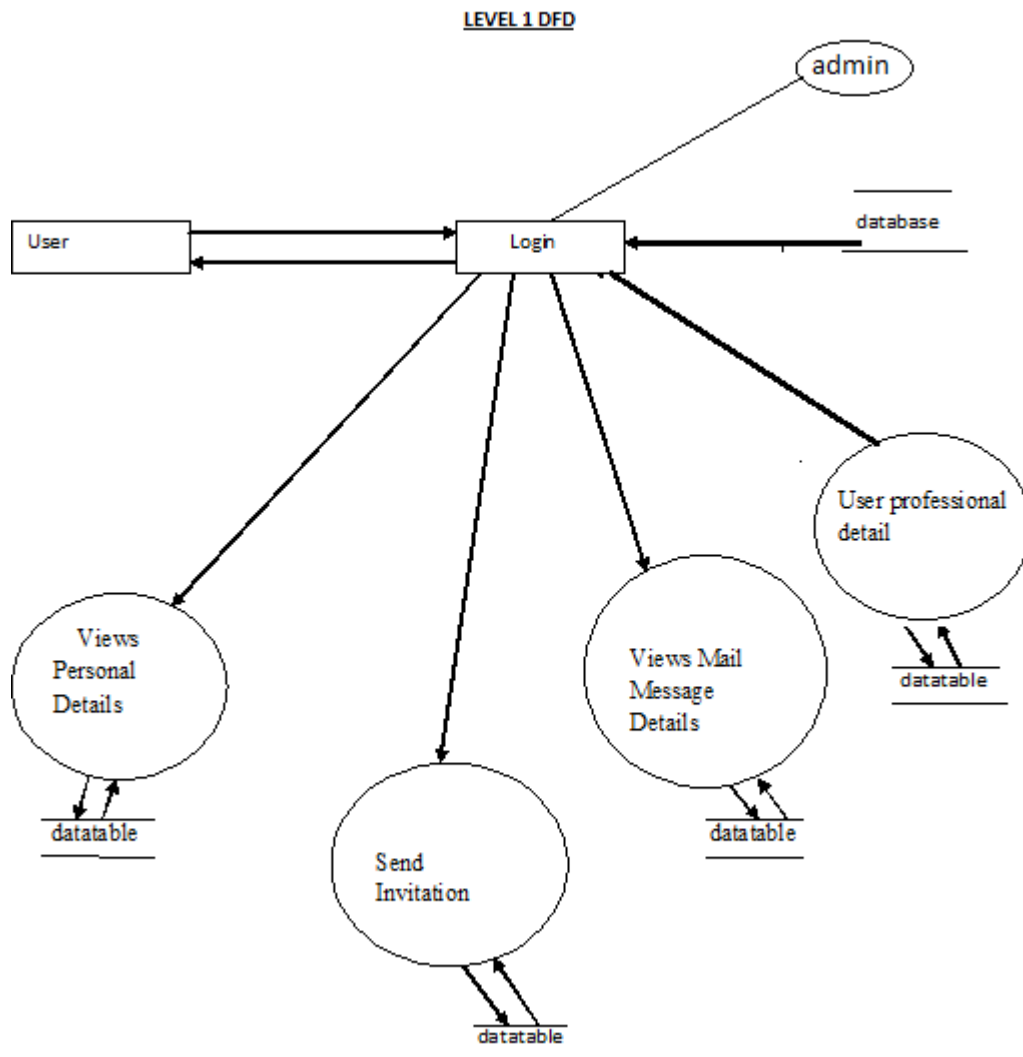 LEVEL 1 DFD
admin
database
User
Login
User professional
detail
Views
Personal
Details
Views Mail
Message
Details
datatable
datatable
datatable
Send
Invitation
datatable